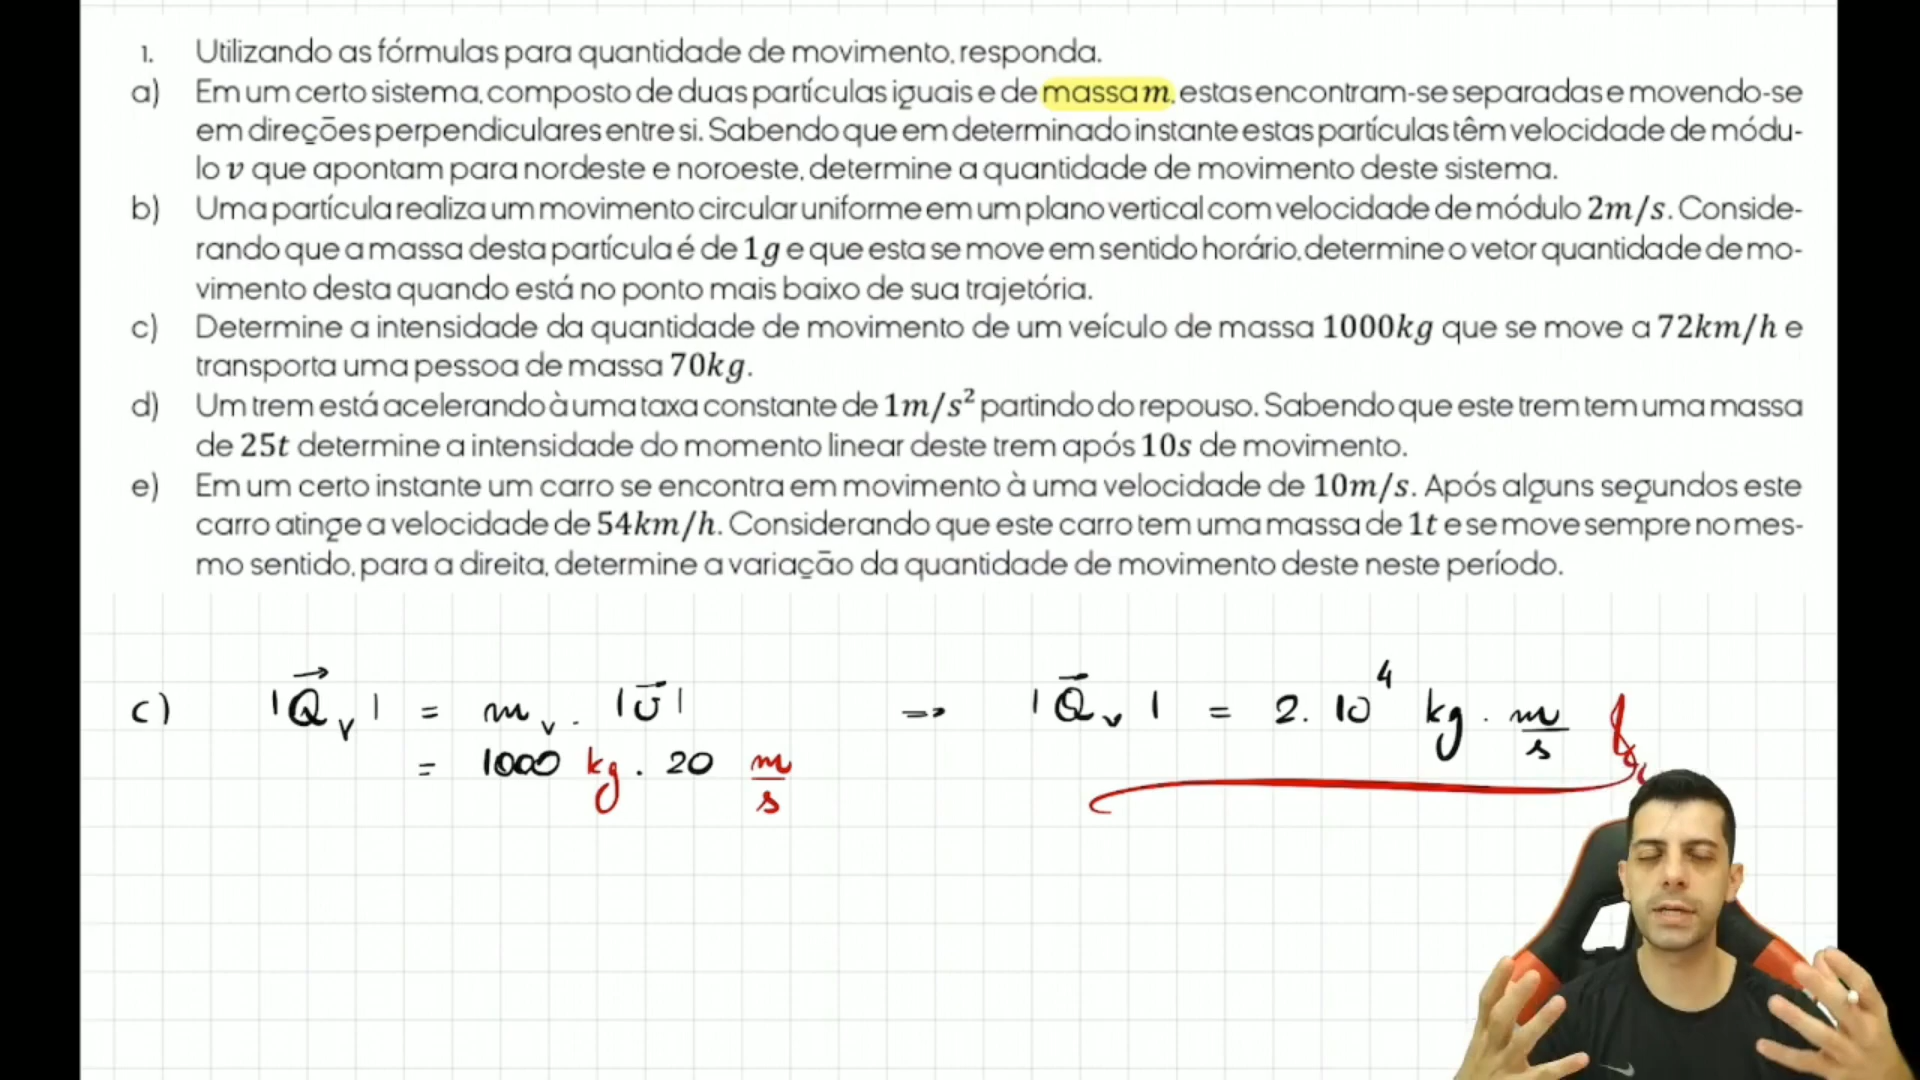 1. Utilizando as fórmulas para quantidade de movimento, responda.
a) Em um certo sistema, composto de duas partículas iguais e de massa m, estas encontram-se separadas e movendo-se
em direções perpendiculares entre si. Sabendo que em determinado instante estas partículas têm velocidade de módu-
lo v que apontam para nordeste e noroeste, determine a quantidade de movimento deste sistema.
b) Uma partícula realiza um movimento circular uniforme em um plano vertical com velocidade de módulo 2m/s. Conside-
rando que a massa desta partícula é de 1g e que esta se move em sentido horário, determine o vetor quantidade de mo-
vimento desta quando está no ponto mais baixo de sua trajetória.
c) Determine a intensidade da quantidade de movimento de um veículo de massa 1000kg que se move a 72km/h e
transporta uma pessoa de massa 70kg.
d) Um trem está acelerando à uma taxa constante de 1m/s² partindo do repouso. Sabendo que este trem tem uma massa
de 25t determine a intensidade do momento linear deste trem após 10s de movimento.
e) Em um certo instante um carro se encontra em movimento à uma velocidade de 10m/s. Após alguns segundos este
carro atinge a velocidade de 54km/h. Considerando que este carro tem uma massa de 1t e se move sempre no mes-
mo sentido, para a direita, determine a variação da quantidade de movimento deste neste período.
c) |Q⃗_v| = m_v . |v⃗| => |Q⃗_v| = 2. 10⁴ kg . m/s
= 1000 kg . 20 m/s